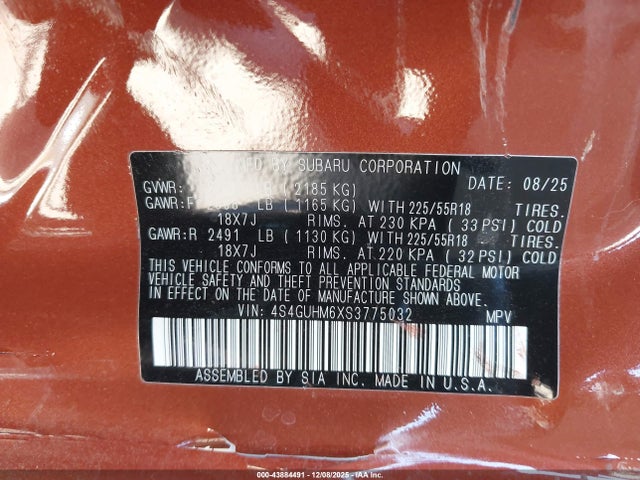 BY SUBARU CORPORATION
GVWR: ( 2185 KG) DATE: 08/25
GAWR:F LB ( 1165 KG) WITH 225/55R18 TIRES.
18X7J RIMS. AT 230 KPA ( 33 PSI) COLD
GAWR:R 2491 LB ( 1130 KG) WITH 225/55R18 TIRES.
18X7J RIMS. AT 220 KPA ( 32 PSI) COLD
THIS VEHICLE CONFORMS TO ALL APPLICABLE FEDERAL MOTOR
VEHICLE SAFETY AND THEFT PREVENTION STANDARDS
IN EFFECT ON THE DATE OF MANUFACTURE SHOWN ABOVE.
VIN: 4S4GUHM6XS3775032 MPV
ASSEMBLED BY SIA INC. MADE IN U.S.A.
000-43884491 - 12/08/2025 - IAA Inc.